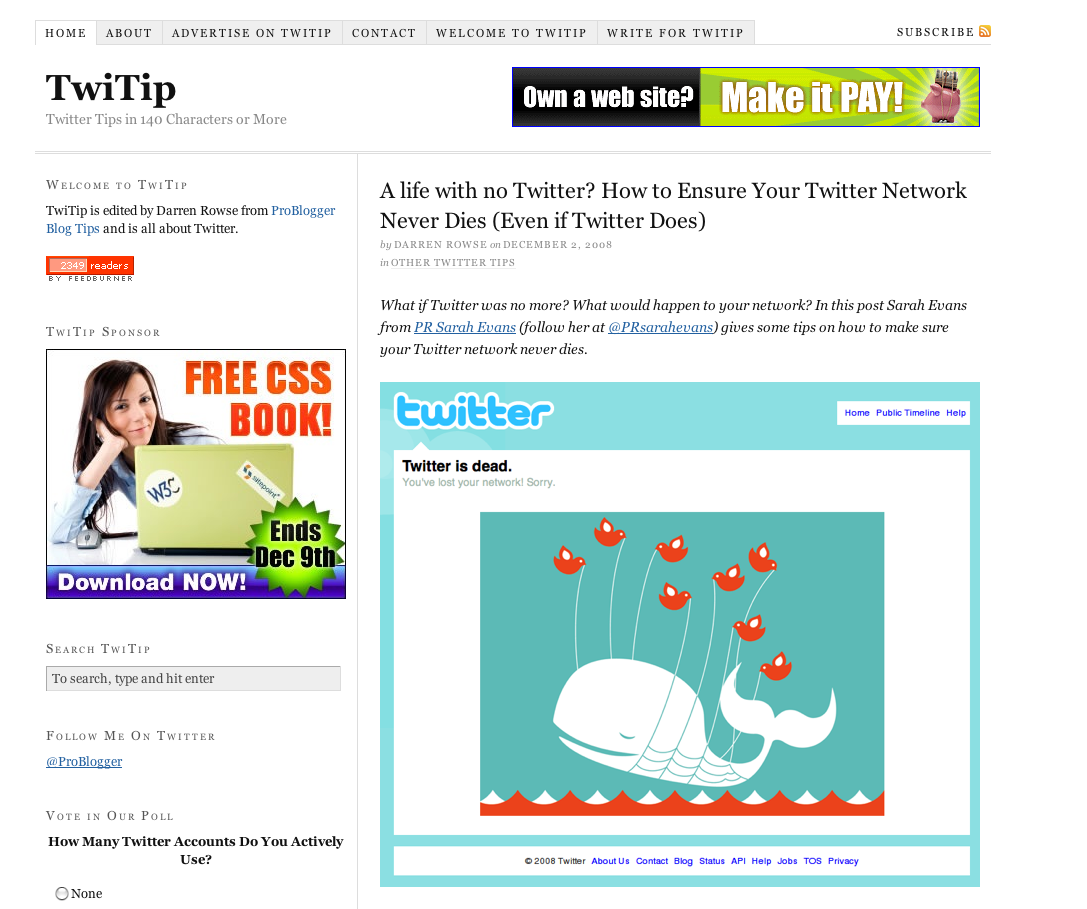 HOME ABOUT ADVERTISE ON TWITIP CONTACT WELCOME TO TWITIP WRITE FOR TWITIP SUBSCRIBE
TwiTip
Twitter Tips in 140 Characters or More
Own a web site? Make it PAY!
Welcome to TwiTip
TwiTip is edited by Darren Rowse from ProBlogger
Blog Tips and is all about Twitter.
2349 readers
BY FEEDBURNER
TwiTip Sponsor
FREE CSS
BOOK!
W3C
sitepoint
Ends
Dec 9th
Download NOW!
Search TwiTip
To search, type and hit enter
Follow Me On Twitter
@ProBlogger
Vote in Our Poll
How Many Twitter Accounts Do You Actively
Use?
None
A life with no Twitter? How to Ensure Your Twitter Network
Never Dies (Even if Twitter Does)
by DARREN ROWSE on DECEMBER 2, 2008
in OTHER TWITTER TIPS
What if Twitter was no more? What would happen to your network? In this post Sarah Evans
from PR Sarah Evans (follow her at @PRsarahevans) gives some tips on how to make sure
your Twitter network never dies.
twitter
Home Public Timeline Help
Twitter is dead.
You've lost your network! Sorry.
© 2008 Twitter About Us Contact Blog Status API Help Jobs TOS Privacy